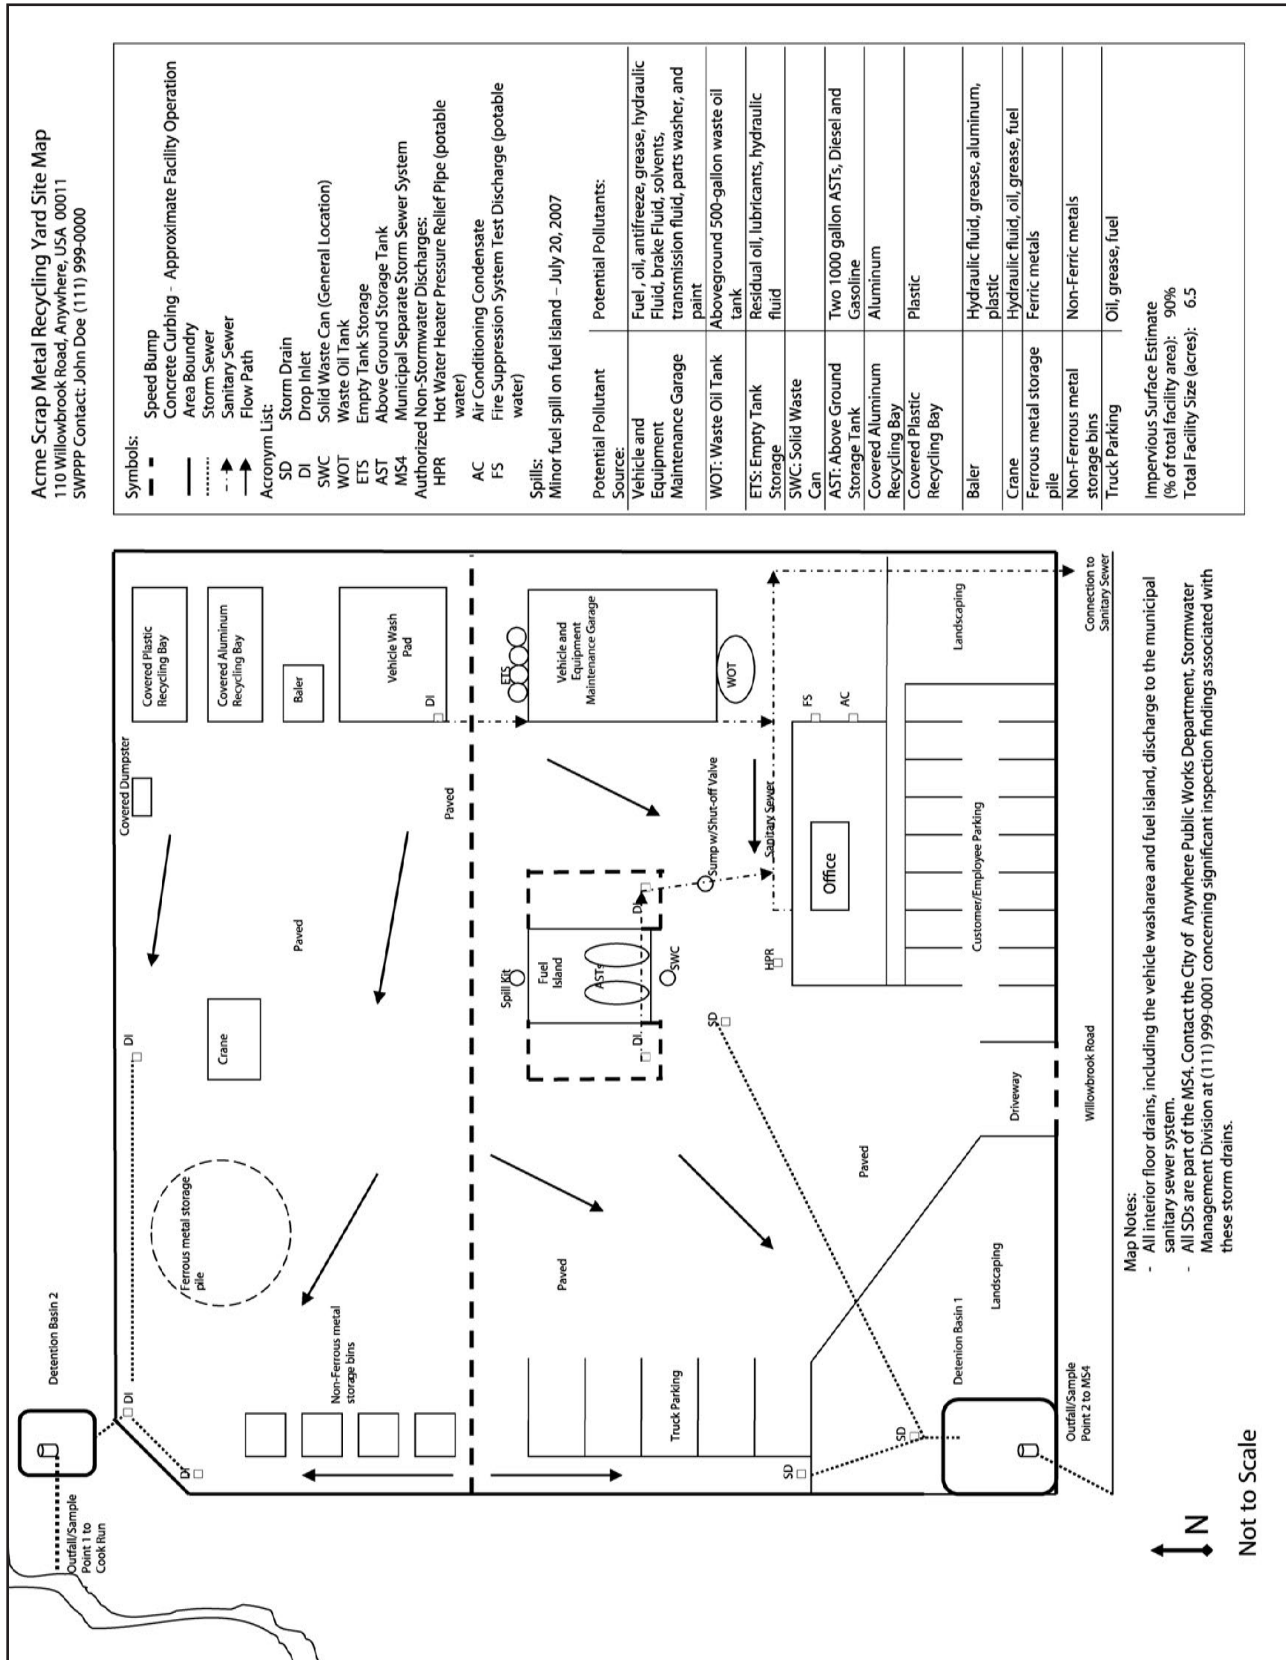 Acme Scrap Metal Recycling Yard Site Map
110 Willowbrook Road, Anywhere, USA 00011
SWPPP Contact: John Doe (111) 999-0000
Symbols:
Speed Bump
Concrete Curbing - Approximate Facility Operation
Area Boundry
Storm Sewer
Sanitary Sewer
Flow Path
Acronym List:
SD Storm Drain
DI Drop Inlet
SWC Solid Waste Can (General Location)
WOT Waste Oil Tank
ETS Empty Tank Storage
AST Above Ground Storage Tank
MS4 Municipal Separate Storm Sewer System
Authorized Non-Stormwater Discharges:
HPR Hot Water Heater Pressure Relief Pipe (potable
water)
AC Air Conditioning Condensate
FS Fire Suppression System Test Discharge (potable
water)
Spills:
Minor fuel spill on fuel island – July 20, 2007
Potential Pollutant
Source:
Potential Pollutants:
Vehicle and
Equipment
Maintenance Garage
Fuel, oil, antifreeze, grease, hydraulic
Fluid, brake Fluid, solvents,
transmission fluid, parts washer, and
paint
WOT: Waste Oil Tank
Aboveground 500-gallon waste oil
tank
ETS: Empty Tank
Storage
Residual oil, lubricants, hydraulic
fluid
SWC: Solid Waste
Can
AST: Above Ground
Storage Tank
Two 1000 gallon ASTs, Diesel and
Gasoline
Covered Aluminum
Recycling Bay
Aluminum
Covered Plastic
Recycling Bay
Plastic
Baler
Hydraulic fluid, grease, aluminum,
plastic
Crane
Hydraulic fluid, oil, grease, fuel
Ferrous metal storage
pile
Ferric metals
Non-Ferrous metal
storage bins
Non-Ferric metals
Truck Parking
Oil, grease, fuel
Impervious Surface Estimate
(% of total facility area): 90%
Total Facility Size (acres): 6.5
Detention Basin 2
Outfall/Sample
Point 1 to
Cook Run
DI
DI
DI
Ferrous metal storage
pile
Non-Ferrous metal
storage bins
Crane
Paved
Covered Dumpster
Covered Plastic
Recycling Bay
Covered Aluminum
Recycling Bay
Baler
Vehicle Wash
Pad
DI
Paved
ETS
Vehicle and
Equipment
Maintenance Garage
WOT
Spill Kit
Fuel
Island
ASTs
DI
DI
SWC
Sump w/Shut-off Valve
Sanitary Sewer
SD
HPR
FS
AC
Office
Customer/Employee Parking
Landscaping
Connection to
Sanitary Sewer
Paved
Truck Parking
SD
SD
Paved
Driveway
Willowbrook Road
Landscaping
Detenion Basin 1
Outfall/Sample
Point 2 to MS4
Map Notes:
- All interior floor drains, including the vehicle washarea and fuel island, discharge to the municipal
sanitary sewer system.
- All SDs are part of the MS4. Contact the City of Anywhere Public Works Department, Stormwater
Management Division at (111) 999-0001 concerning significant inspection findings associated with
these storm drains.
N
Not to Scale